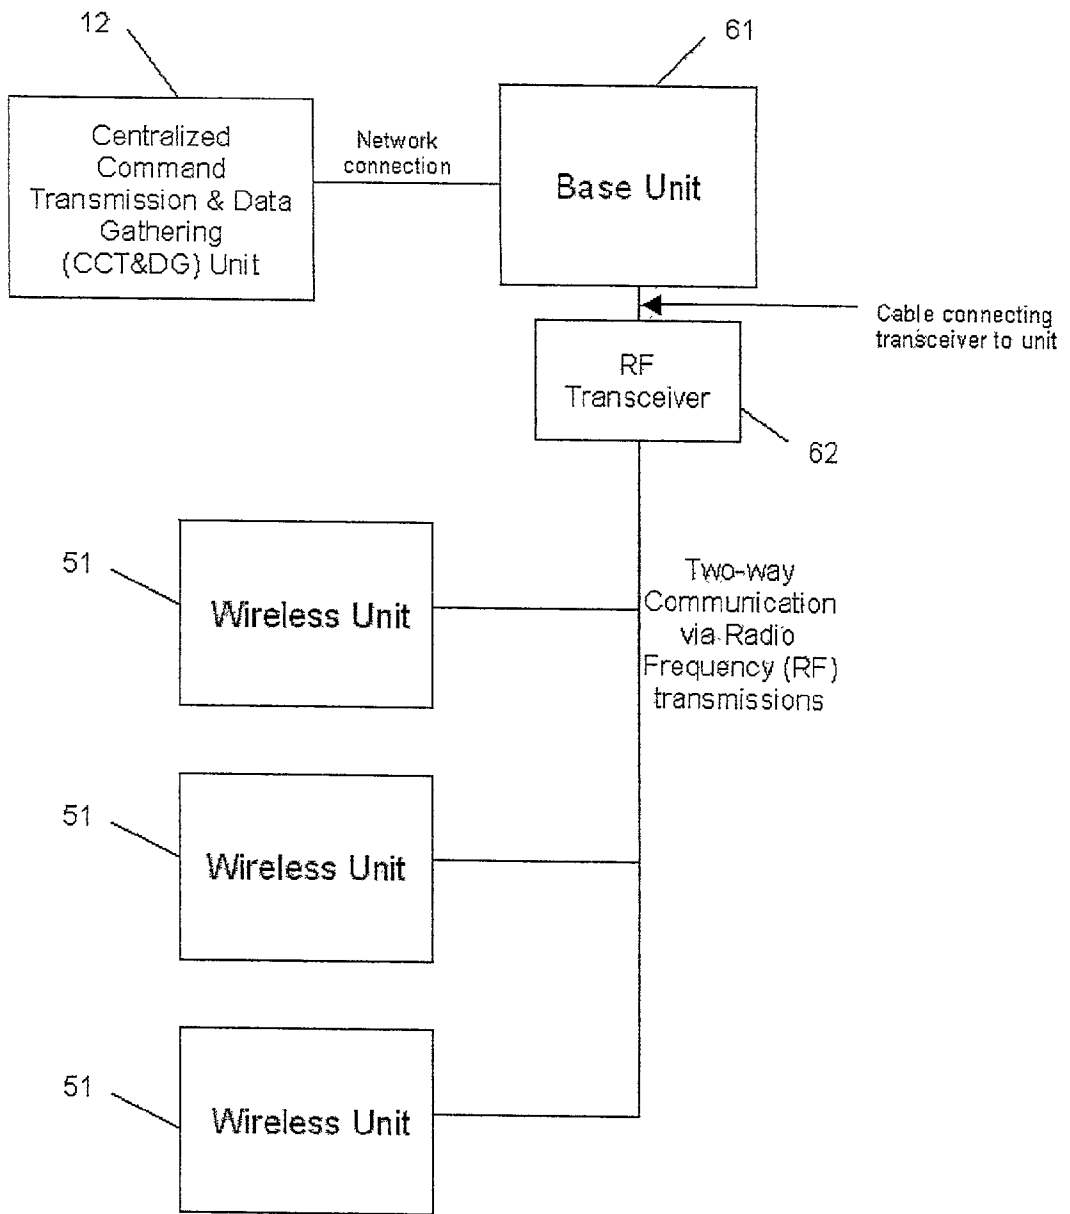 12
61
Centralized
Command
Transmission & Data
Gathering
(CCT&DG) Unit
Network
connection
Base Unit
Cable connecting
transceiver to unit
RF
Transceiver
62
51
Wireless Unit
Two-way
Communication
via Radio
Frequency (RF)
transmissions
51
Wireless Unit
51
Wireless Unit